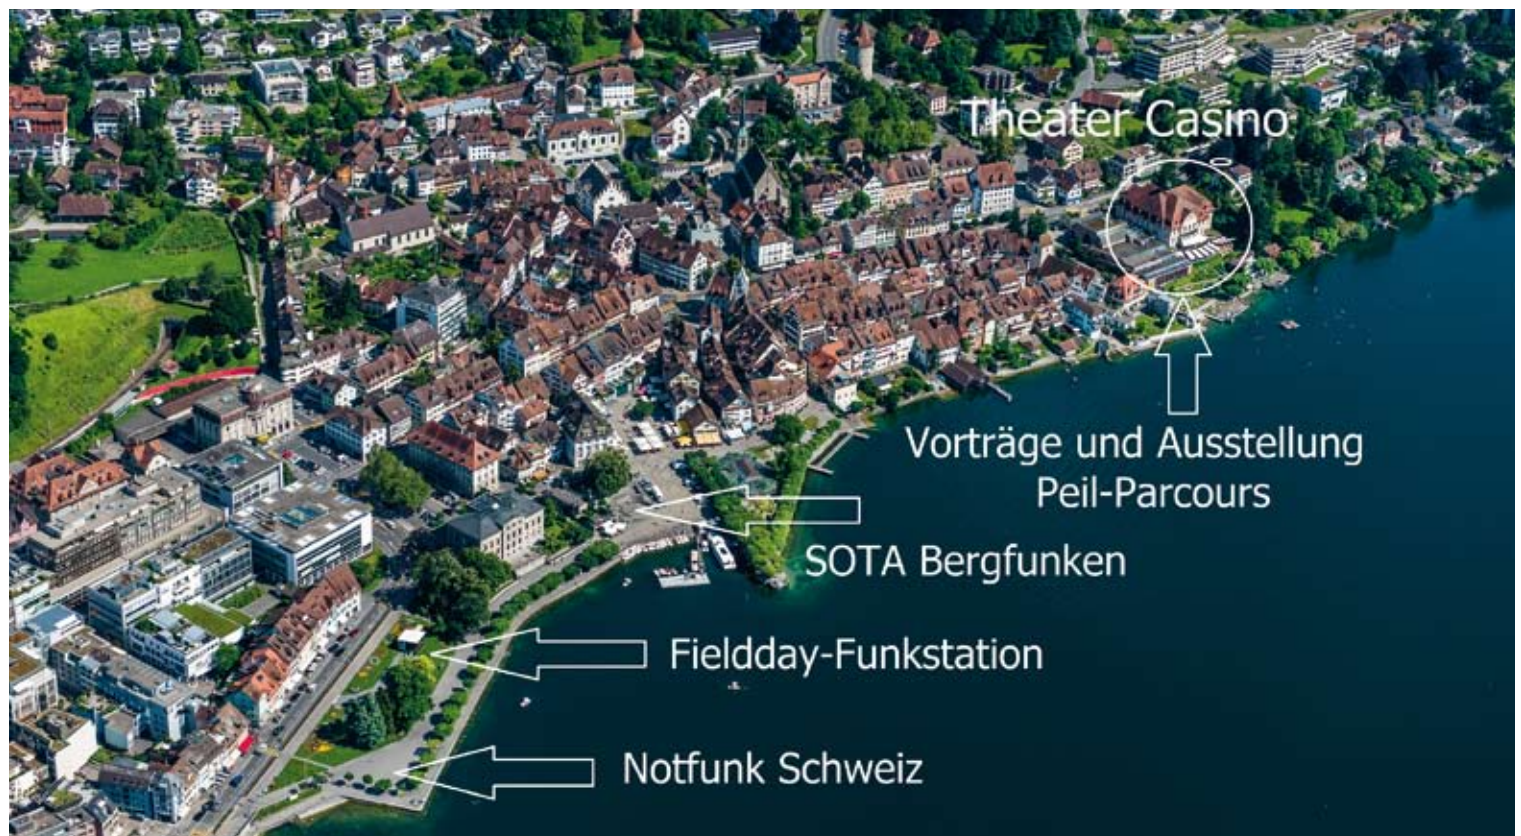 Theater Casino
Vorträge und Ausstellung
Peil-Parcours
SOTA Bergfunken
Fieldday-Funkstation
Notfunk Schweiz